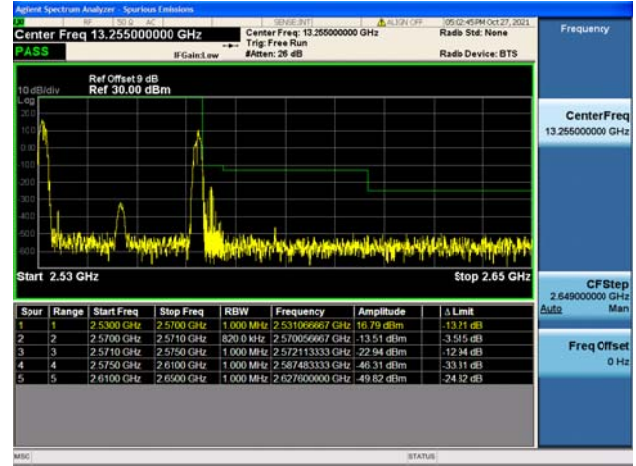 Agilent Spectrum Analyzer - Spurious Emissions
RF 50 Ω AC SENSE:INT ALIGN OFF 05:02:45 PM Oct 27, 2021
Center Freq 13.255000000 GHz
Center Freq: 13.255000000 GHz
Radio Std: None
Trig: Free Run
PASS
IFGain:Low
#Atten: 26 dB
Radio Device: BTS
Ref Offset 9 dB
10 dB/div Ref 30.00 dBm
Log
Start 2.53 GHz
Stop 2.65 GHz
Spur Range Start Freq Stop Freq RBW Frequency Amplitude Δ Limit
1 1 2.5300 GHz 2.5700 GHz 1.000 MHz 2.531066667 GHz 16.79 dBm -13.21 dB
2 2 2.5700 GHz 2.5710 GHz 820.0 kHz 2.570056667 GHz -13.51 dBm -3.515 dB
3 3 2.5710 GHz 2.5750 GHz 1.000 MHz 2.572113333 GHz -22.94 dBm -12.94 dB
4 4 2.5750 GHz 2.6100 GHz 1.000 MHz 2.587483333 GHz -46.31 dBm -33.31 dB
5 5 2.6100 GHz 2.6500 GHz 1.000 MHz 2.627600000 GHz -49.82 dBm -24.82 dB
Frequency
Center Freq
13.255000000 GHz
CF Step
2.649000000 GHz
Auto Man
Freq Offset
0 Hz
MSG
STATUS